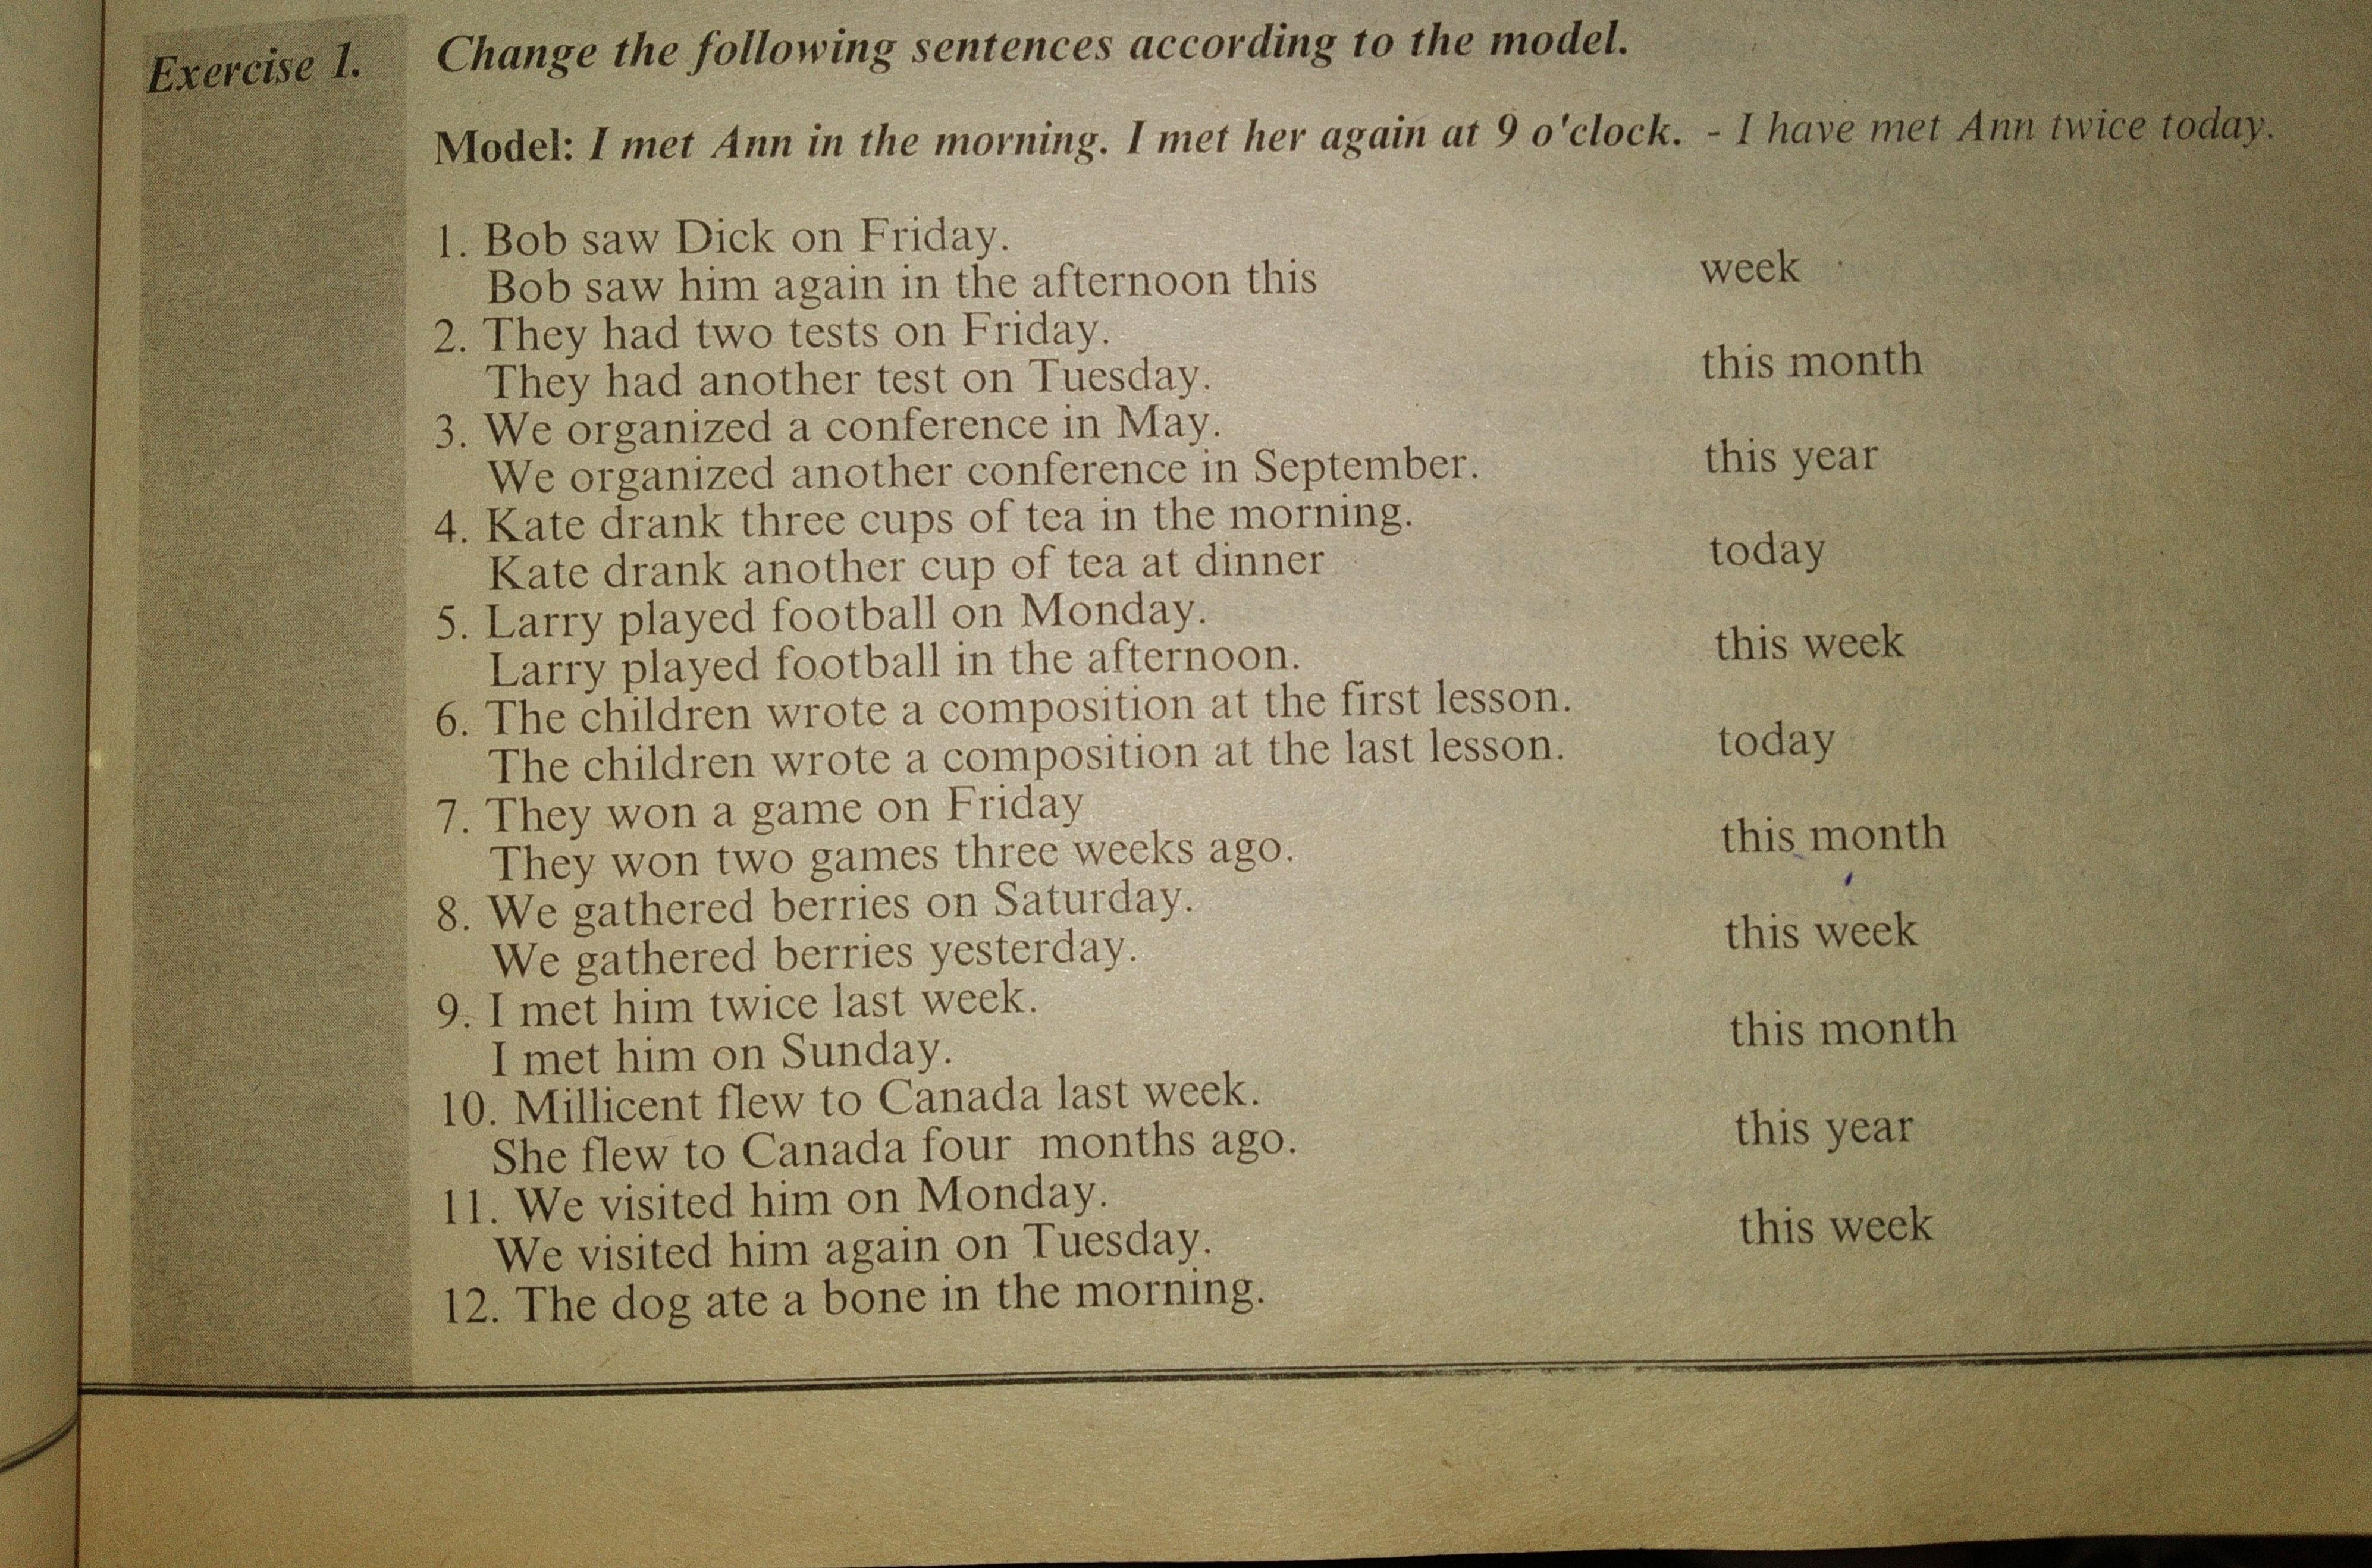 Exercise 1.
Change the following sentences according to the model.
Model: I met Ann in the morning. I met her again at 9 o'clock. - I have met Ann twice today.
1. Bob saw Dick on Friday.
Bob saw him again in the afternoon this week
2. They had two tests on Friday.
They had another test on Tuesday. this month
3. We organized a conference in May.
We organized another conference in September. this year
4. Kate drank three cups of tea in the morning.
Kate drank another cup of tea at dinner today
5. Larry played football on Monday.
Larry played football in the afternoon. this week
6. The children wrote a composition at the first lesson.
The children wrote a composition at the last lesson. today
7. They won a game on Friday
They won two games three weeks ago. this month
8. We gathered berries on Saturday.
We gathered berries yesterday. this week
9. I met him twice last week.
I met him on Sunday. this month
10. Millicent flew to Canada last week.
She flew to Canada four months ago. this year
11. We visited him on Monday.
We visited him again on Tuesday. this week
12. The dog ate a bone in the morning.